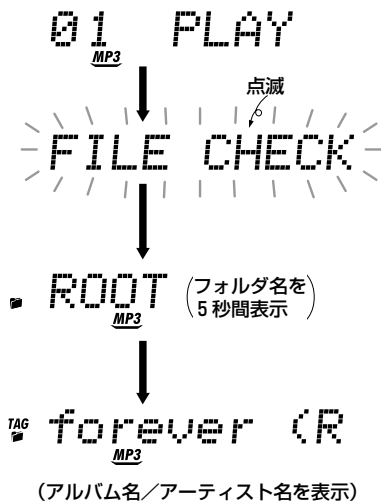 01 PLAY
MP3
点滅
FILE CHECK
ROOT
MP3
(フォルダ名を
5秒間表示)
TAG
forever (R
MP3
(アルバム名／アーティスト名を表示)